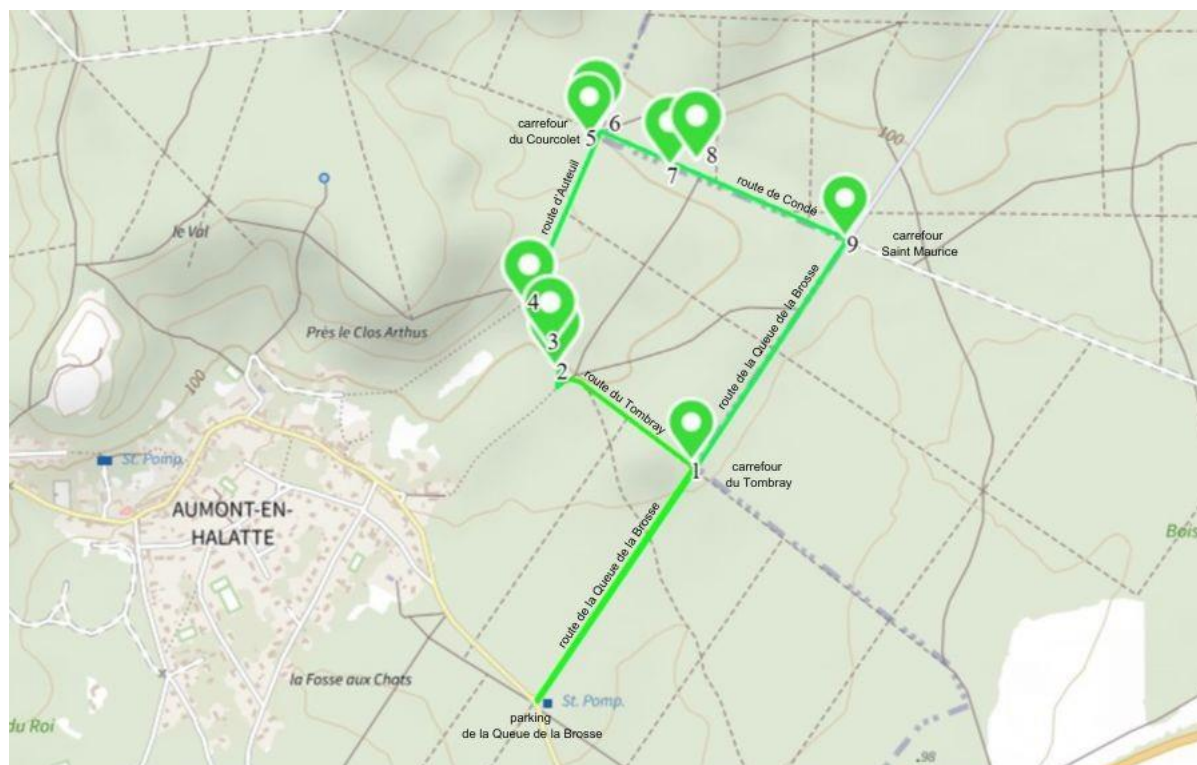 carrefour
du Courcolet
5
6
7
8
100
route de Condé
route d'Auteuil
9
carrefour
Saint Maurice
le Val
4
Près le Clos Arthus
3
2
route du Tombray
route de la Queue de la Brosse
100
1
carrefour
du Tombray
St. Pomp.
AUMONT-EN-
HALATTE
route de la Queue de la Brosse
Bois
la Fosse aux Chats
St. Pomp.
du Roi
parking
de la Queue de la Brosse
98